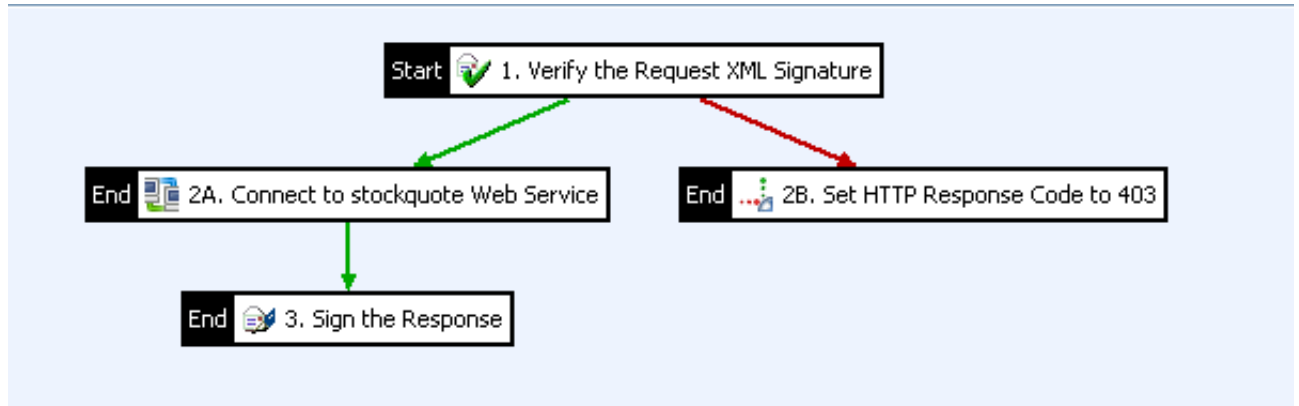 Start 1. Verify the Request XML Signature
End 2A. Connect to stockquote Web Service
End 2B. Set HTTP Response Code to 403
End 3. Sign the Response